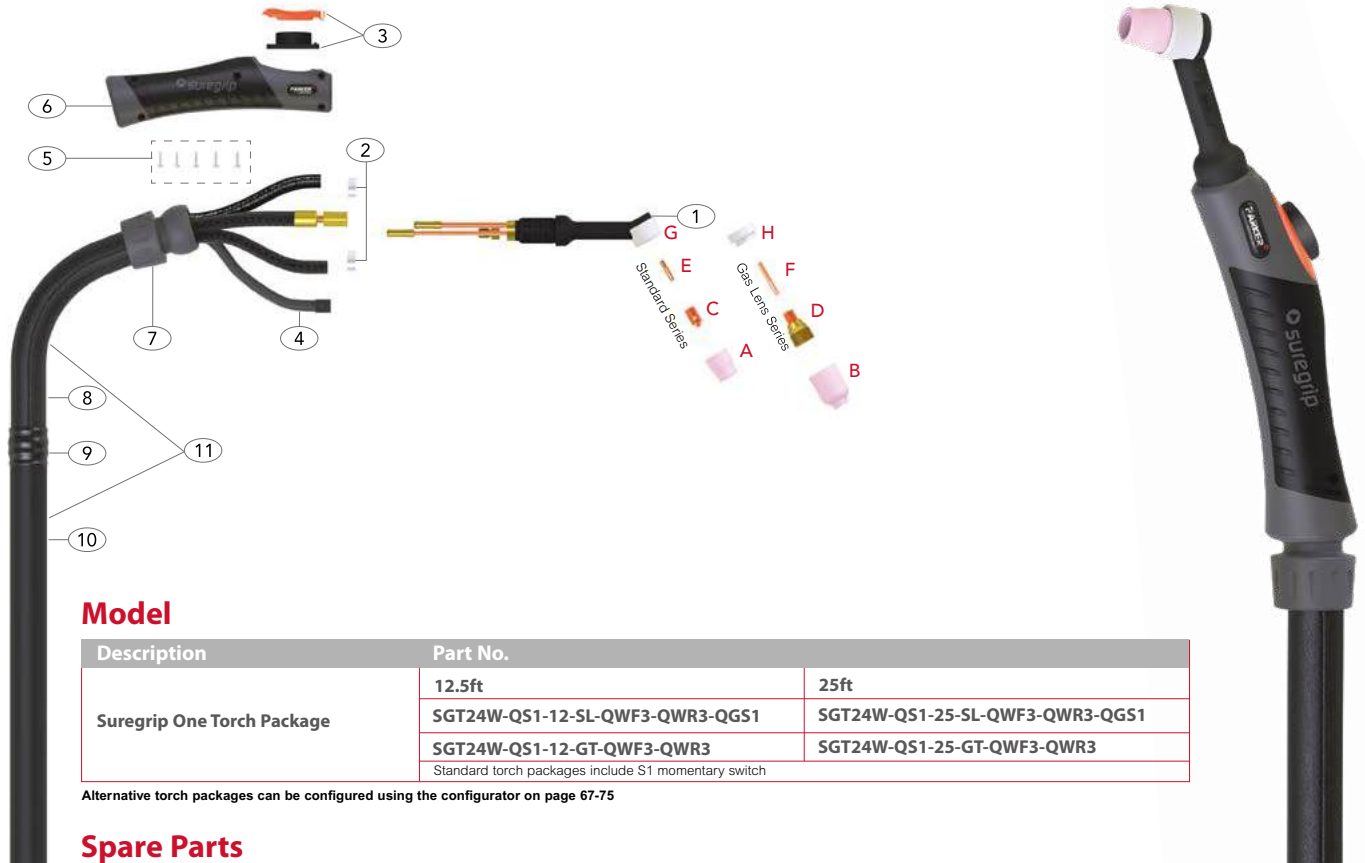 3
suregrip
PARKER
6
5
2
1
G
H
E
F
Standard Series
Gas Lens Series
C
D
A
B
7
4
8
9
11
10
PARKER
suregrip
Model
Description Part No.
12.5ft 25ft
Suregrip One Torch Package
SGT24W-QS1-12-SL-QWF3-QWR3-QGS1 SGT24W-QS1-25-SL-QWF3-QWR3-QGS1
SGT24W-QS1-12-GT-QWF3-QWR3 SGT24W-QS1-25-GT-QWF3-QWR3
Standard torch packages include S1 momentary switch
Alternative torch packages can be configured using the configurator on page 67-75
Spare Parts